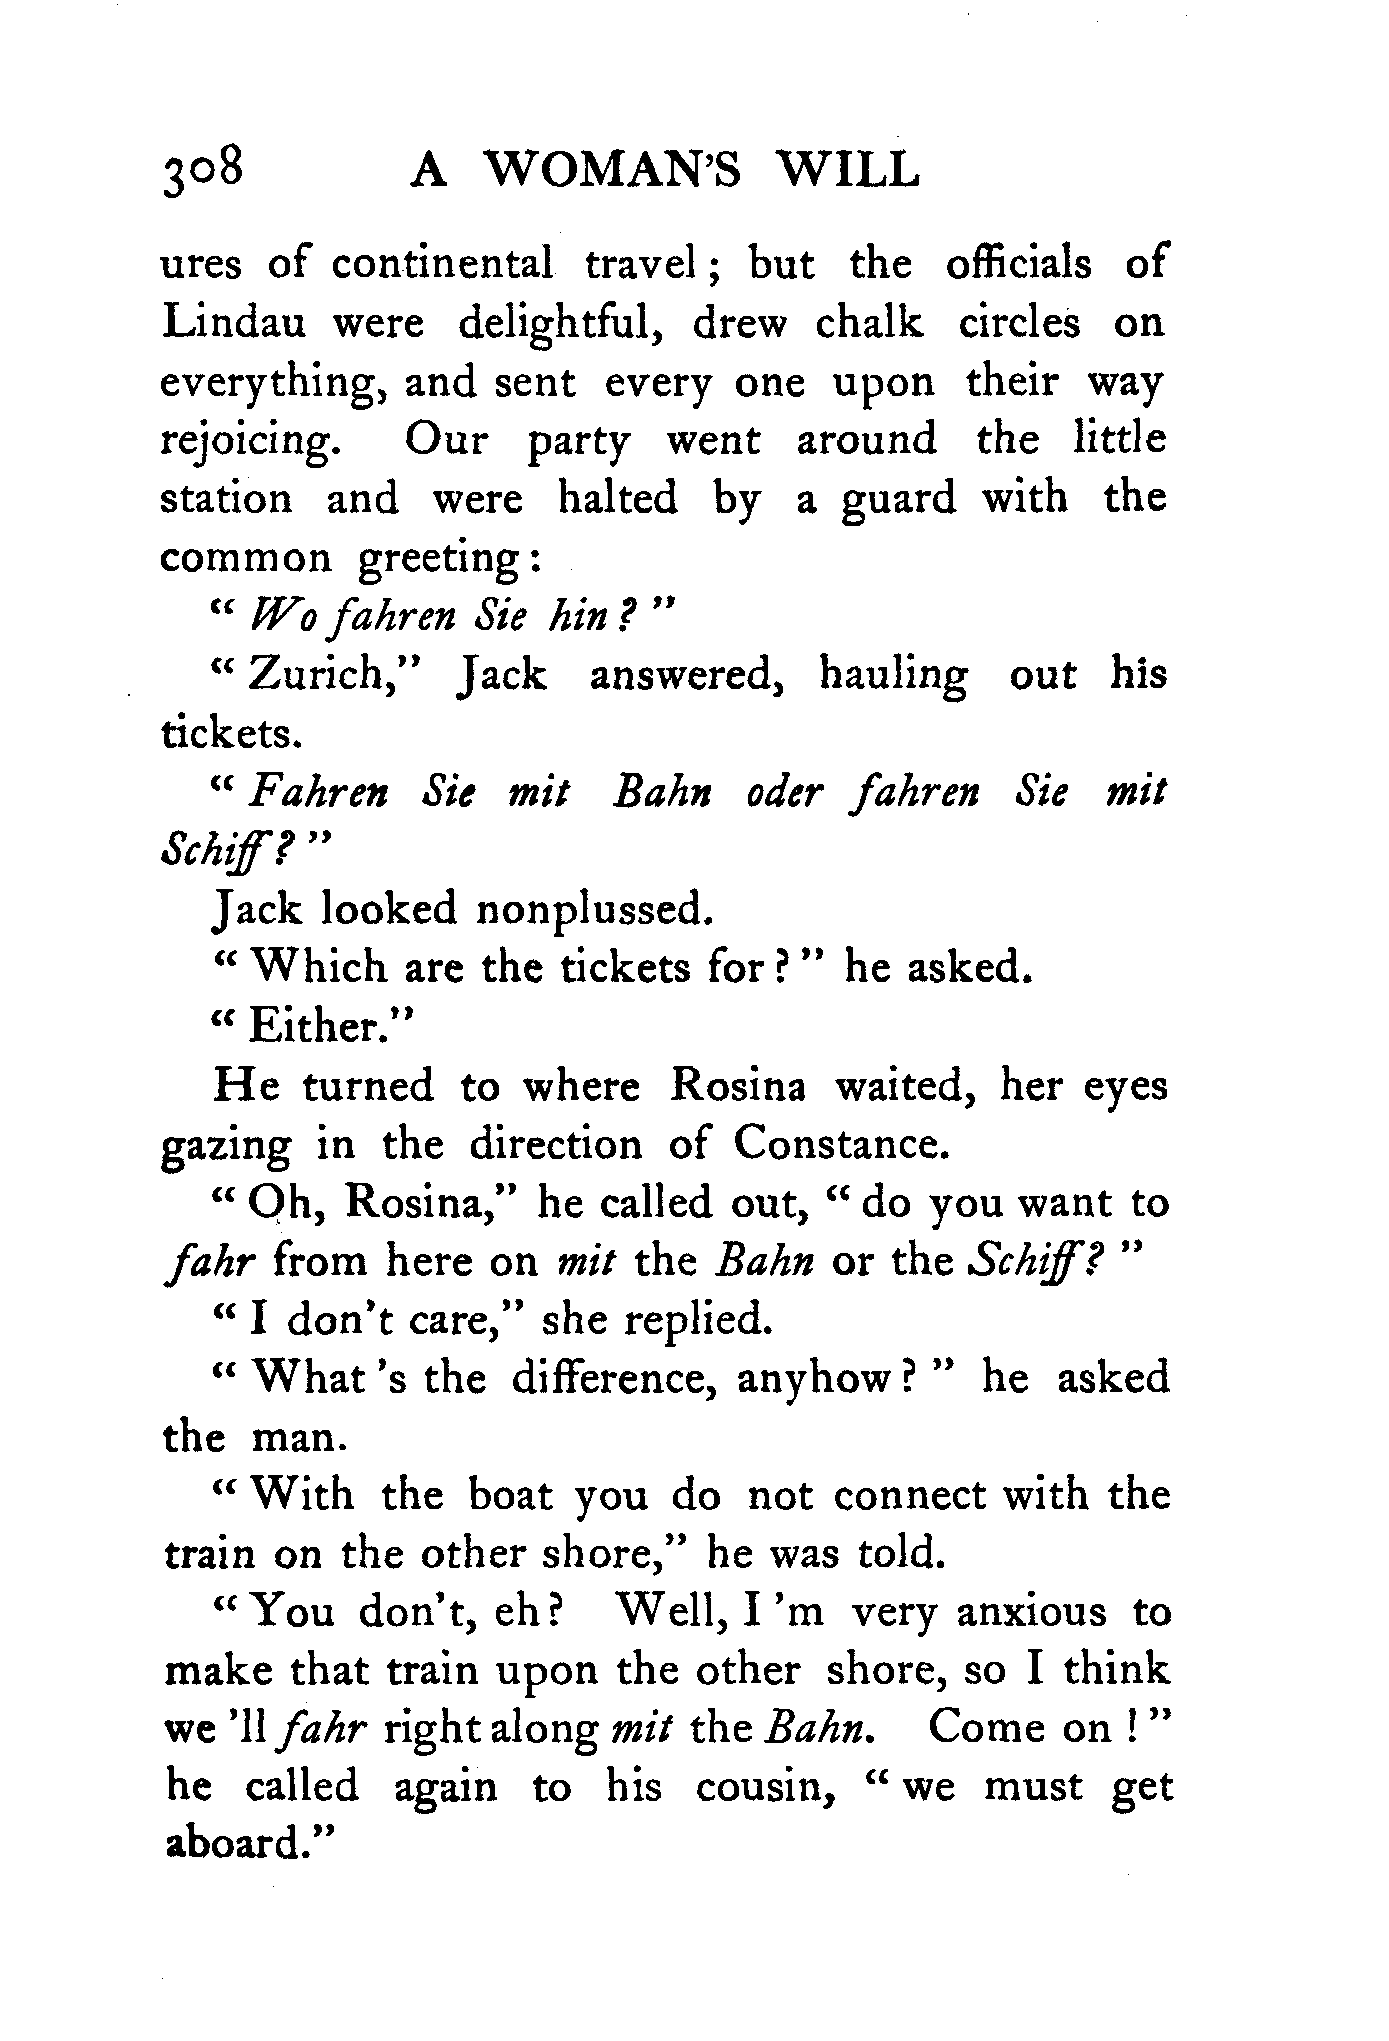 308 A WOMAN'S WILL
ures of continental travel; but the officials of
Lindau were delightful, drew chalk circles on
everything, and sent every one upon their way
rejoicing. Our party went around the little
station and were halted by a guard with the
common greeting:
"Wo fahren Sie hin?"
"Zurich," Jack answered, hauling out his
tickets.
"Fahren Sie mit Bahn oder fahren Sie mit
Schiff?"
Jack looked nonplussed.
"Which are the tickets for?" he asked.
"Either."
He turned to where Rosina waited, her eyes
gazing in the direction of Constance.
"Oh, Rosina," he called out, "do you want to
fahr from here on mit the Bahn or the Schiff?"
"I don't care," she replied.
"What 's the difference, anyhow?" he asked
the man.
"With the boat you do not connect with the
train on the other shore," he was told.
"You don't, eh? Well, I 'm very anxious to
make that train upon the other shore, so I think
we 'll fahr right along mit the Bahn. Come on!"
he called again to his cousin, "we must get
aboard."